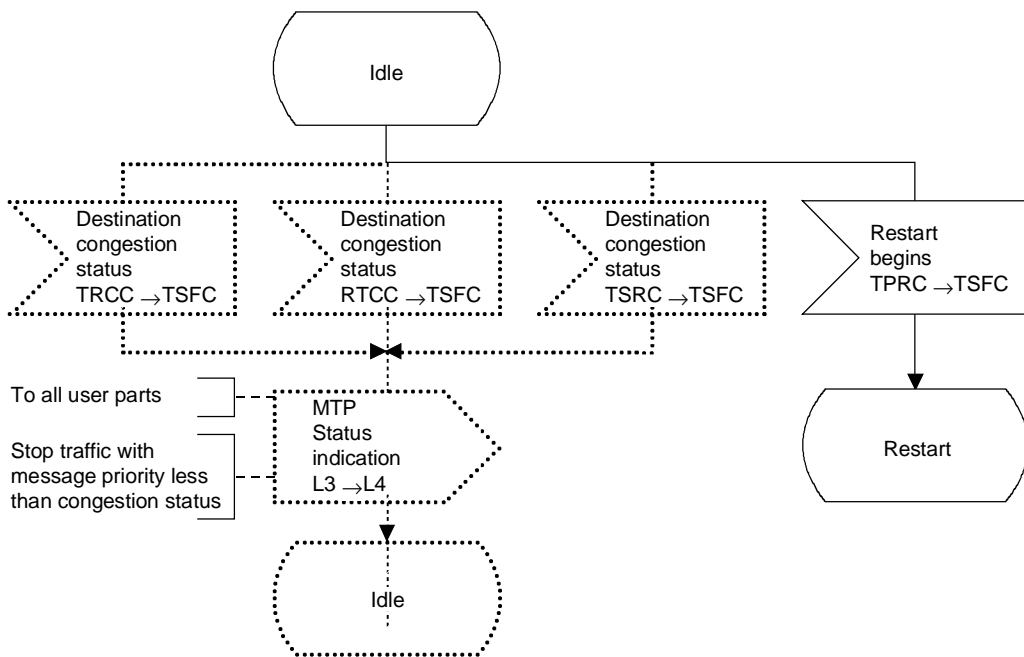 Idle
Destination
congestion
status
TRCC →TSFC
Destination
congestion
status
RTCC →TSFC
Destination
congestion
status
TSRC →TSFC
Restart
begins
TPRC →TSFC
To all user parts
Stop traffic with
message priority less
than congestion status
MTP
Status
indication
L3 →L4
Restart
Idle